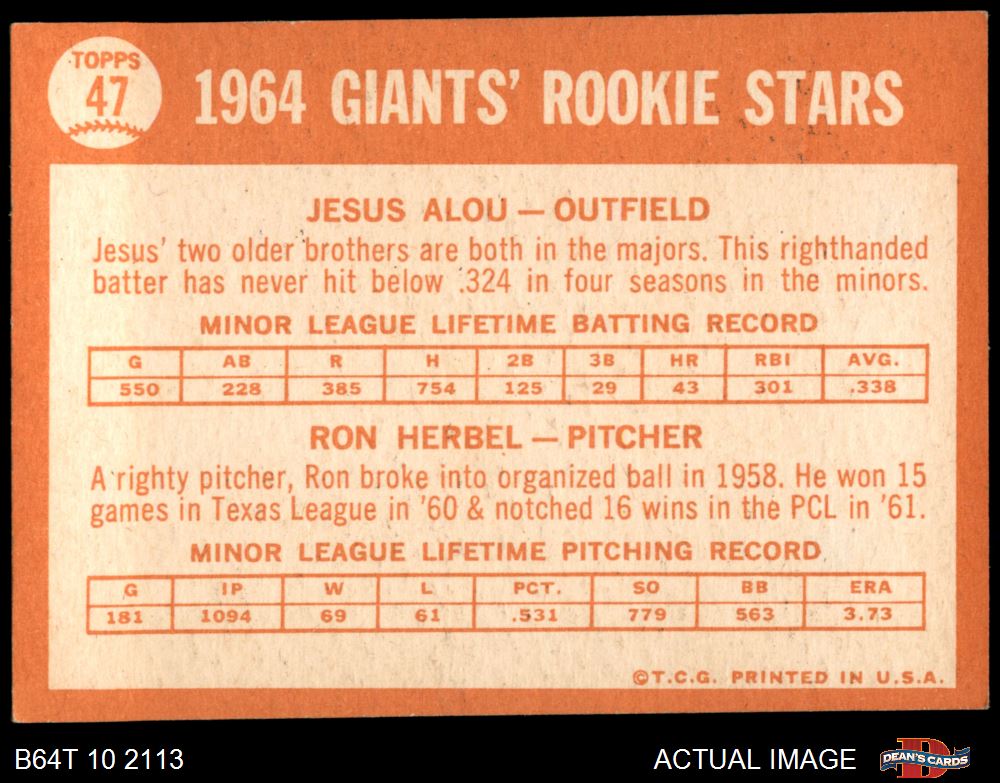 TOPPS
47
1964 GIANTS' ROOKIE STARS
JESUS ALOU — OUTFIELD
Jesus' two older brothers are both in the majors. This righthanded
batter has never hit below .324 in four seasons in the minors.
MINOR LEAGUE LIFETIME BATTING RECORD
G AB R H 2B 3B HR RBI AVG.
550 228 385 754 125 29 43 301 .338
RON HERBEL — PITCHER
A righty pitcher, Ron broke into organized ball in 1958. He won 15
games in Texas League in '60 & notched 16 wins in the PCL in '61.
MINOR LEAGUE LIFETIME PITCHING RECORD
G IP W L PCT. SO BB ERA
181 1094 69 61 .531 779 563 3.73
©T.C.G. PRINTED IN U.S.A.
B64T 10 2113
ACTUAL IMAGE
D
DEAN'S CARDS